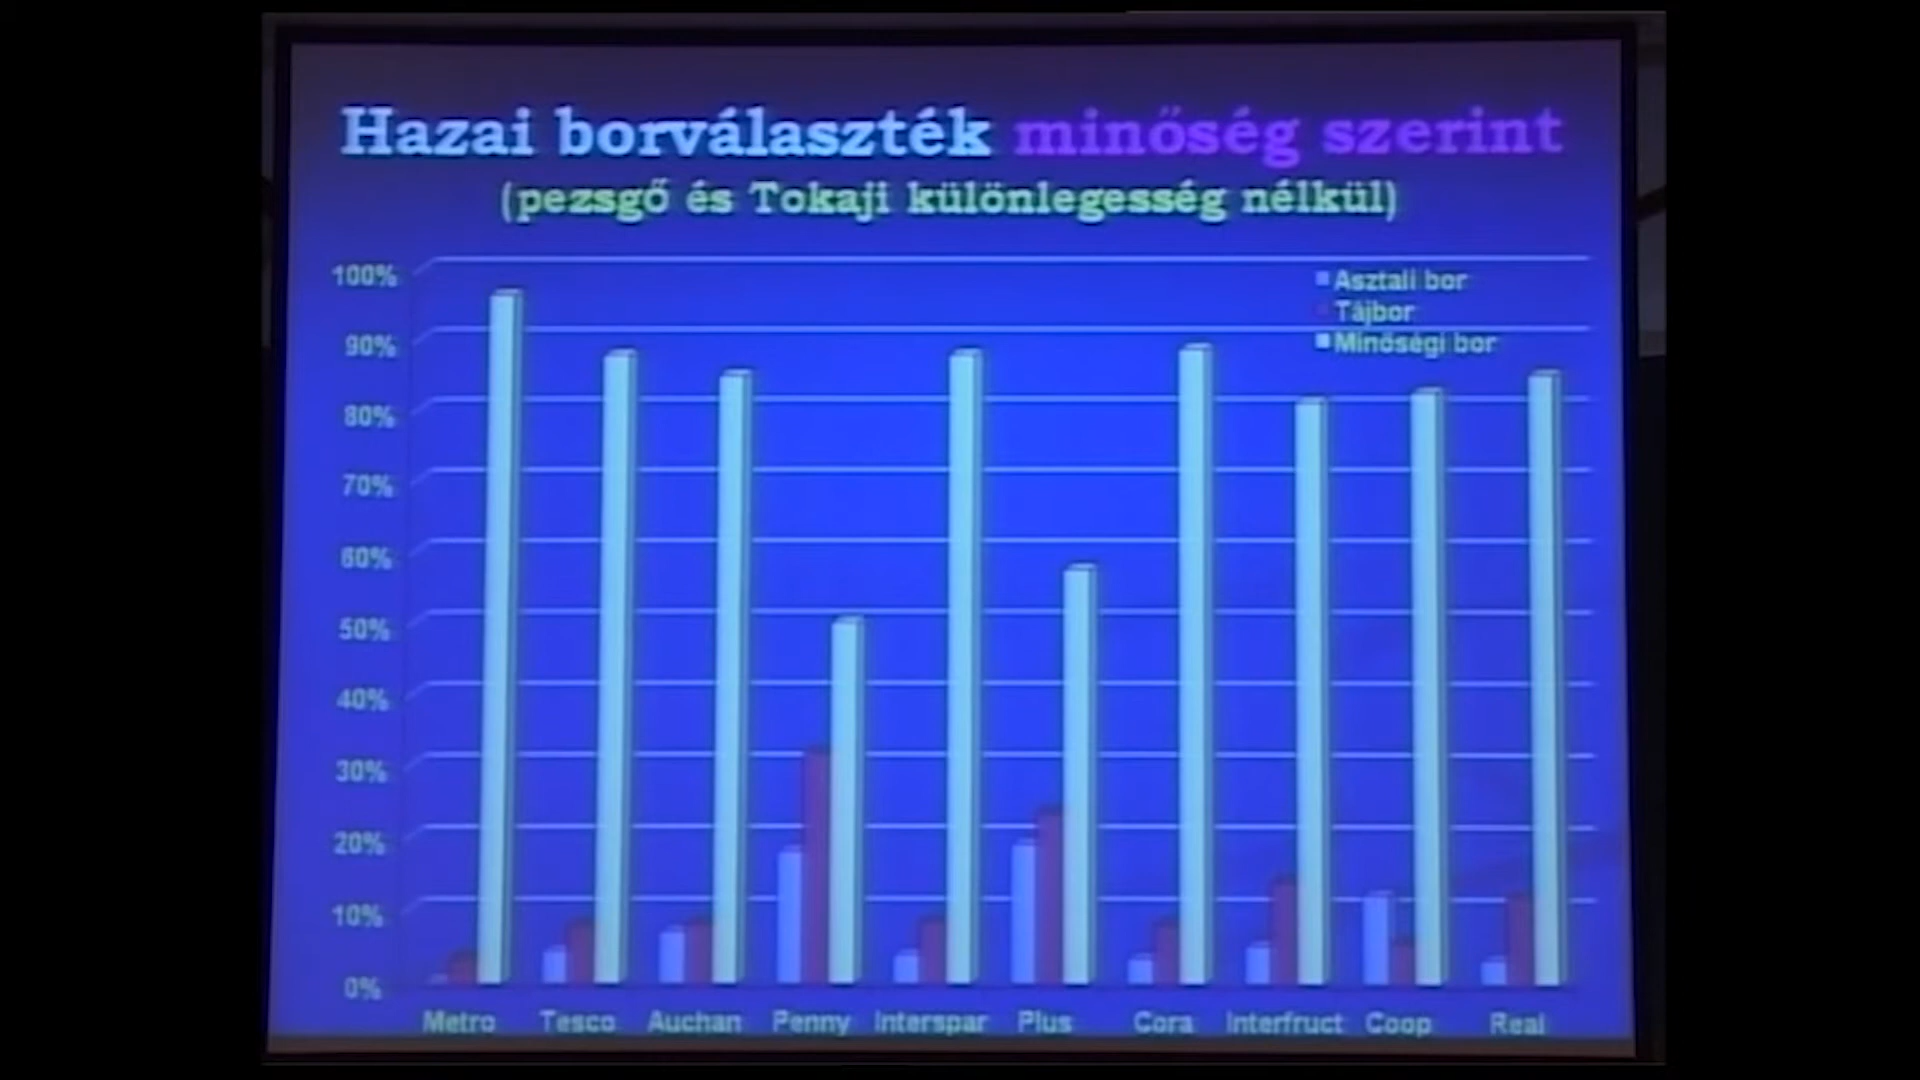 Hazai borválaszték minőség szerint
(pezsgő és Tokaji különlegesség nélkül)
100%
90%
80%
70%
60%
50%
40%
30%
20%
10%
0%
Asztali bor
Tájbor
Minőségi bor
Metro Tesco Auchan Penny Interspar Plus Cora Interfruct Coop Real